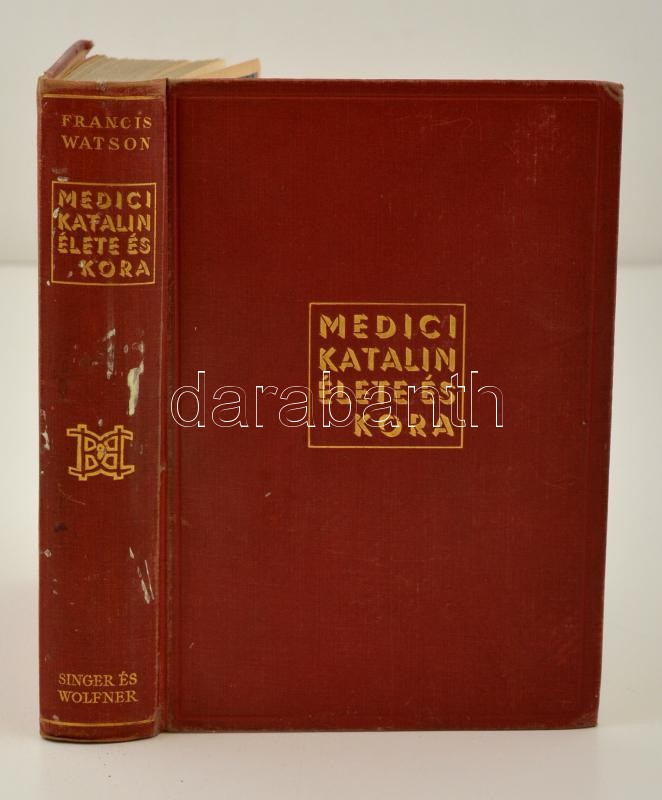 FRANCIS
WATSON
MEDICI
KATALIN
ÉLETE ÉS
KORA
SINGER ÉS
WOLFNER
MEDICI
KATALIN
ÉLETE ÉS
KORA
darabanth